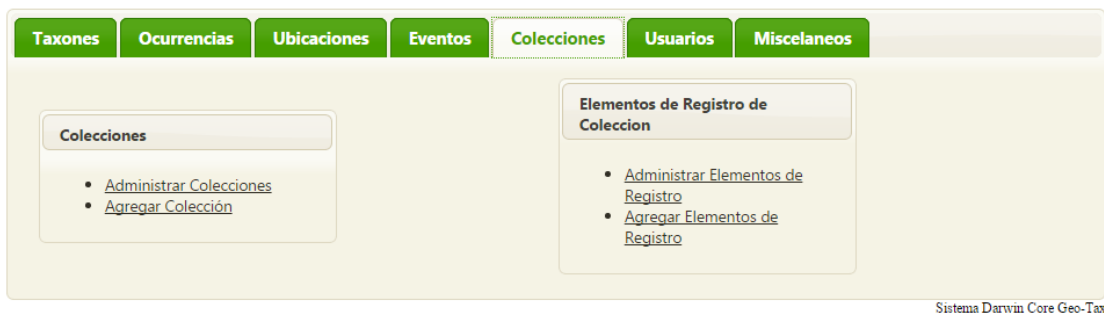 Taxones Ocurrencias Ubicaciones Eventos Colecciones Usuarios Miscelaneos
Colecciones
Administrar Colecciones
Agregar Colección
Elementos de Registro de
Coleccion
Administrar Elementos de
Registro
Agregar Elementos de
Registro
Sistema Darwin Core Geo-Tax